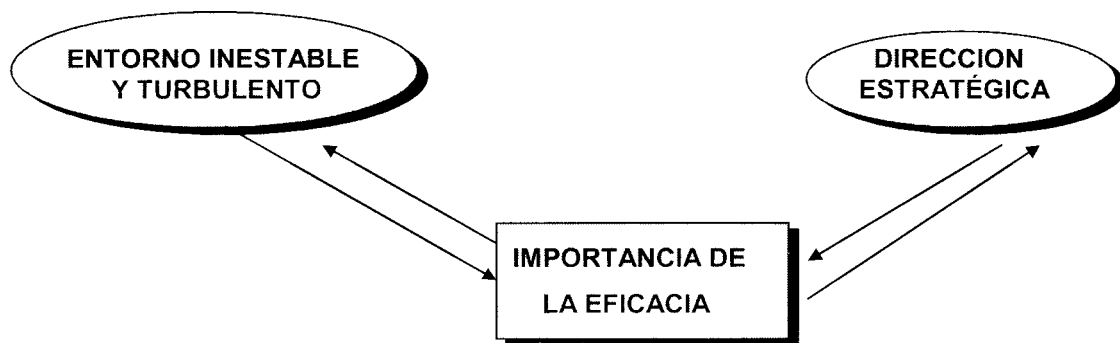 ENTORNO INESTABLE
Y TURBULENTO
DIRECCION
ESTRATÉGICA
IMPORTANCIA DE
LA EFICACIA